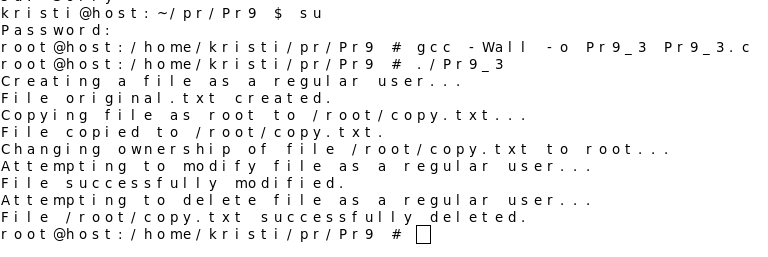 kristi@host:~/pr/Pr9 $ su
Password:
root@host:/home/kristi/pr/Pr9 # gcc -Wall -o Pr9_3 Pr9_3.c
root@host:/home/kristi/pr/Pr9 # ./Pr9_3
Creating a file as a regular user...
File original.txt created.
Copying file as root to /root/copy.txt...
File copied to /root/copy.txt.
Changing ownership of file /root/copy.txt to root...
Attempting to modify file as a regular user...
File successfully modified.
Attempting to delete file as a regular user...
File /root/copy.txt successfully deleted.
root@host:/home/kristi/pr/Pr9 #